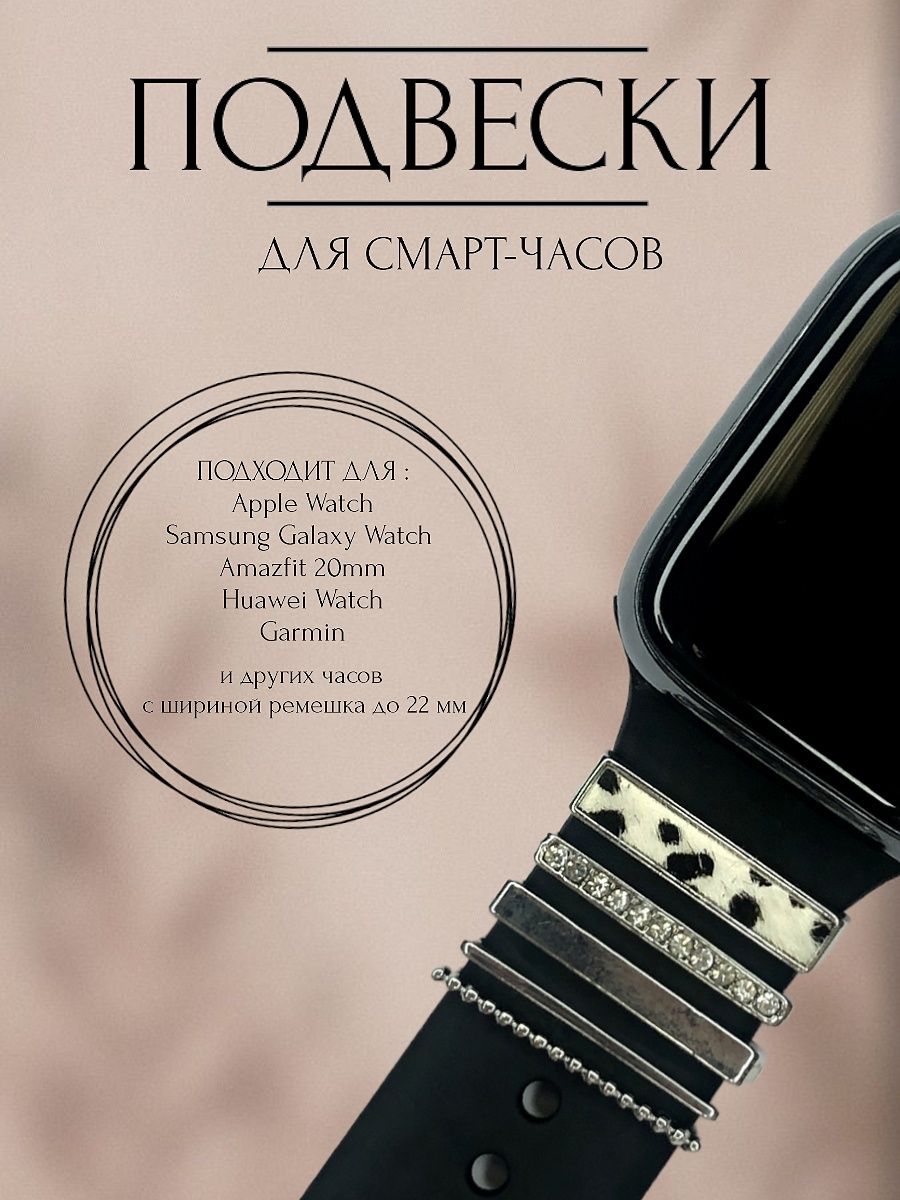 ПОДВЕСКИ
ДЛЯ СМАРТ-ЧАСОВ
ПОДХОДИТ ДЛЯ :
Apple Watch
Samsung Galaxy Watch
Amazfit 20mm
Huawei Watch
Garmin
и других часов
с шириной ремешка до 22 мм